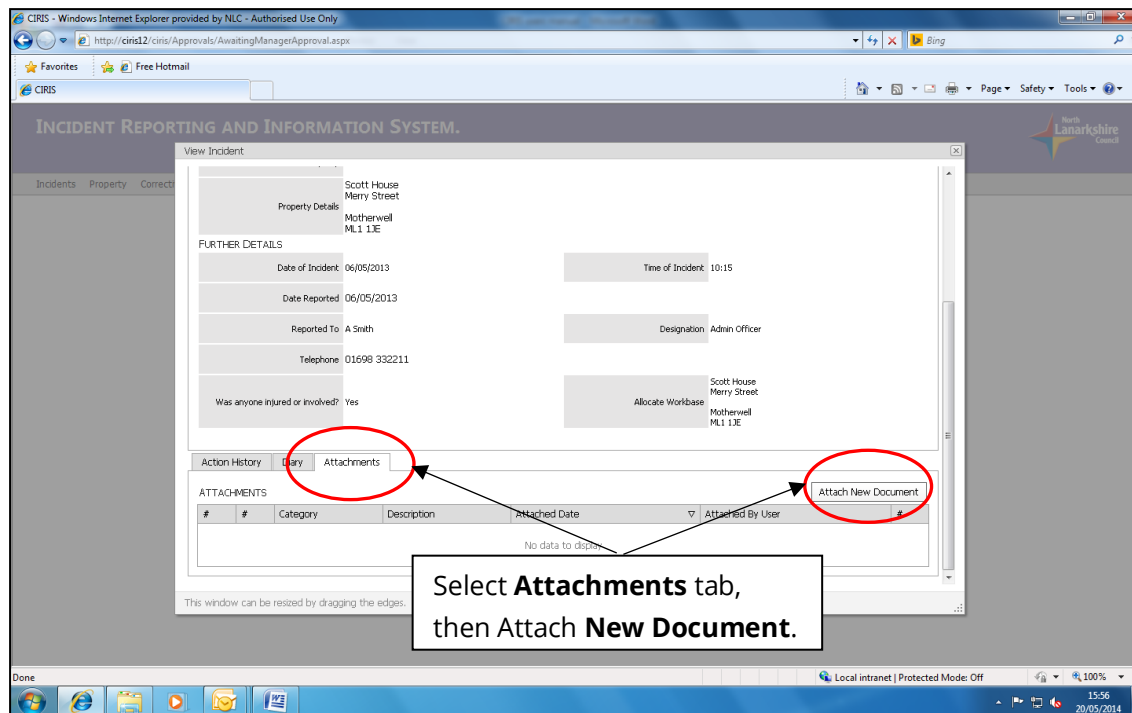 CIRIS - Windows Internet Explorer provided by NLC - Authorised Use Only
http://ciris12/ciris/Approvals/AwaitingManagerApproval.aspx
Bing
Favorites
Free Hotmail
CIRIS
Page
Safety
Tools
INCIDENT REPORTING AND INFORMATION SYSTEM.
North
Lanarkshire
Council
View Incident
Incidents Property Correcti
Property Details
Scott House
Merry Street
Motherwell
ML1 1JE
FURTHER DETAILS
Date of Incident 06/05/2013
Time of Incident 10:15
Date Reported 06/05/2013
Reported To A Smith
Designation Admin Officer
Telephone 01698 332211
Was anyone injured or involved? Yes
Allocate Workbase
Scott House
Merry Street
Motherwell
ML1 1JE
Action History Diary Attachments
ATTACHMENTS
Attach New Document
# # Category Description Attached Date Attached By User #
No data to display
Select Attachments tab,
then Attach New Document.
This window can be resized by dragging the edges.
Done
Local intranet | Protected Mode: Off
100%
15:56
20/05/2014